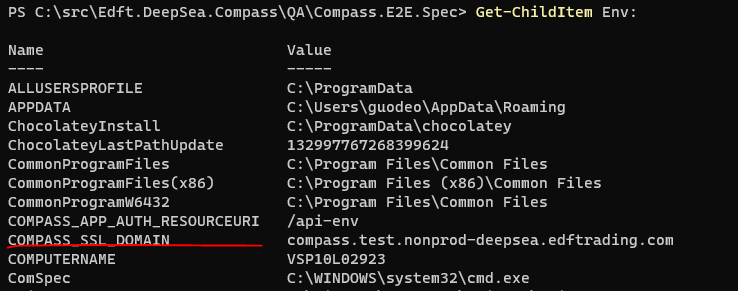 PS C:\src\Edft.DeepSea.Compass\QA\Compass.E2E.Spec> Get-ChildItem Env:
Name Value
---- -----
ALLUSERSPROFILE C:\ProgramData
APPDATA C:\Users\guodeo\AppData\Roaming
ChocolateyInstall C:\ProgramData\chocolatey
ChocolateyLastPathUpdate 132997767268399624
CommonProgramFiles C:\Program Files\Common Files
CommonProgramFiles(x86) C:\Program Files (x86)\Common Files
CommonProgramW6432 C:\Program Files\Common Files
COMPASS_APP_AUTH_RESOURCEURI /api-env
COMPASS_SSL_DOMAIN compass.test.nonprod-deepsea.edftrading.com
COMPUTERNAME VSP10L02923
ComSpec C:\WINDOWS\system32\cmd.exe